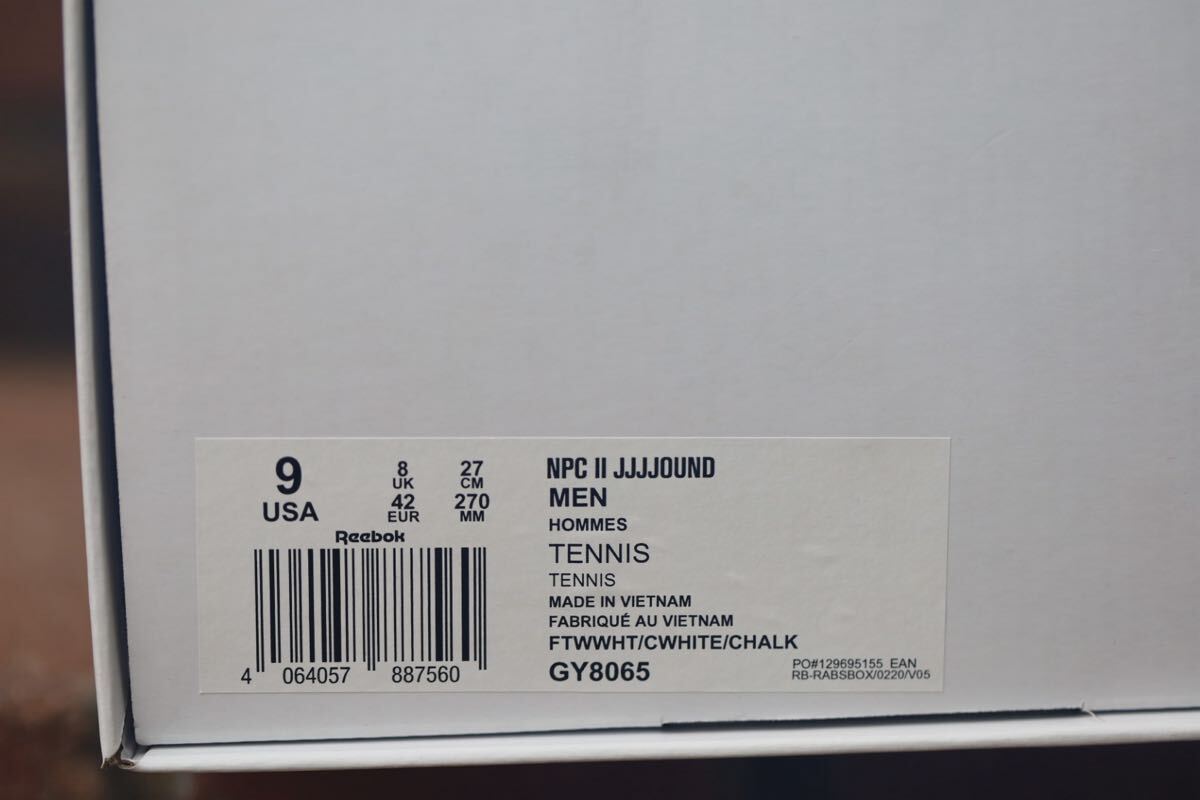 9
USA
8
UK
42
EUR
27
CM
270
MM
Reebok
4 064057 887560
NPC II JJJJOUND
MEN
HOMMES
TENNIS
TENNIS
MADE IN VIETNAM
FABRIQUÉ AU VIETNAM
FTWWHT/CWHITE/CHALK
GY8065
PO#129695155 EAN
RB-RABSBOX/0220/V05